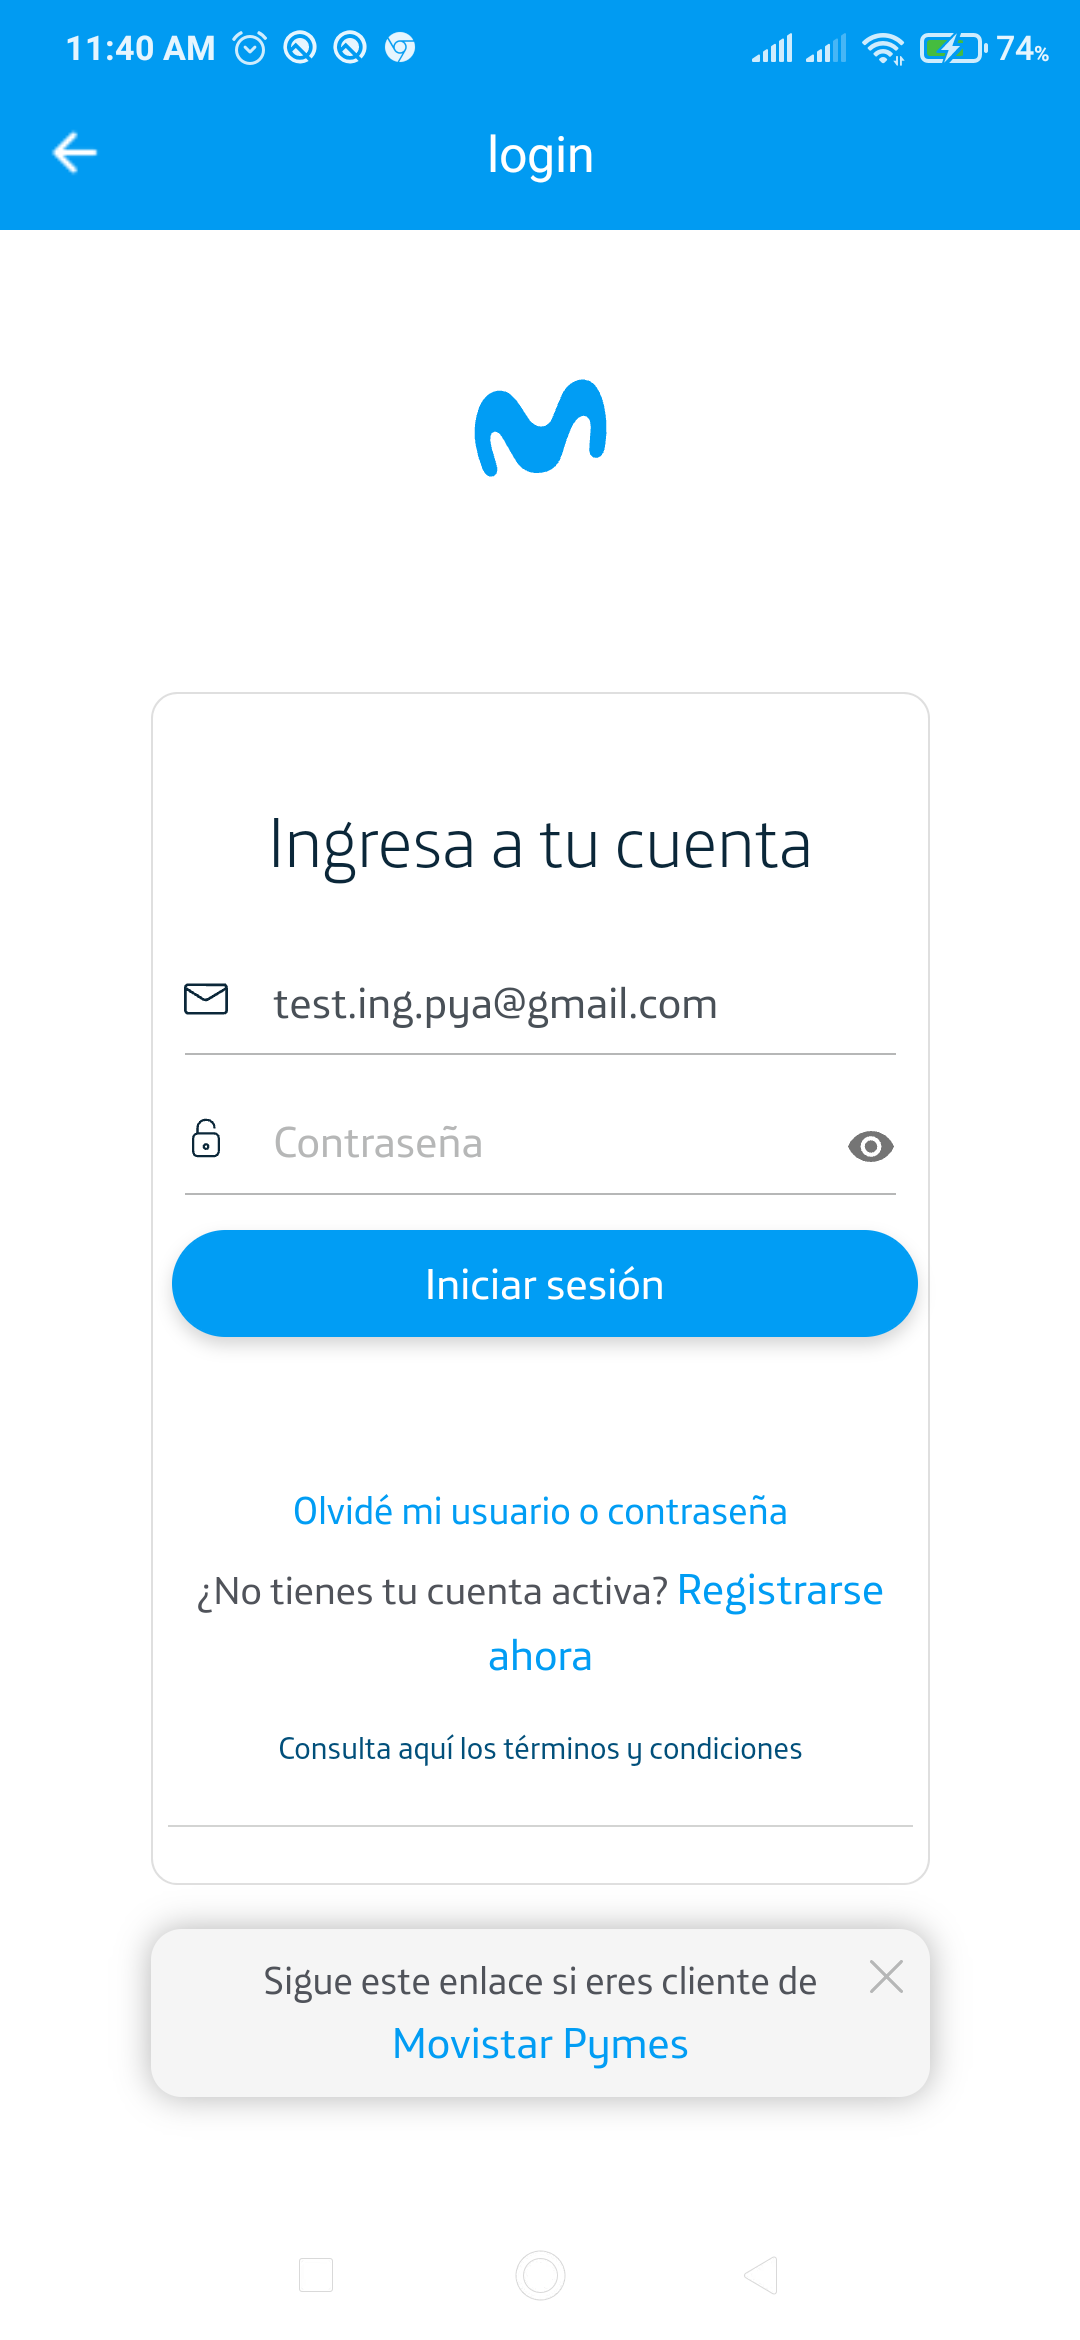 11:40 AM 74%
login
Ingresa a tu cuenta
test.ing.pya@gmail.com
Contraseña
Iniciar sesión
Olvidé mi usuario o contraseña
¿No tienes tu cuenta activa? Registrarse
ahora
Consulta aquí los términos y condiciones
Sigue este enlace si eres cliente de
Movistar Pymes